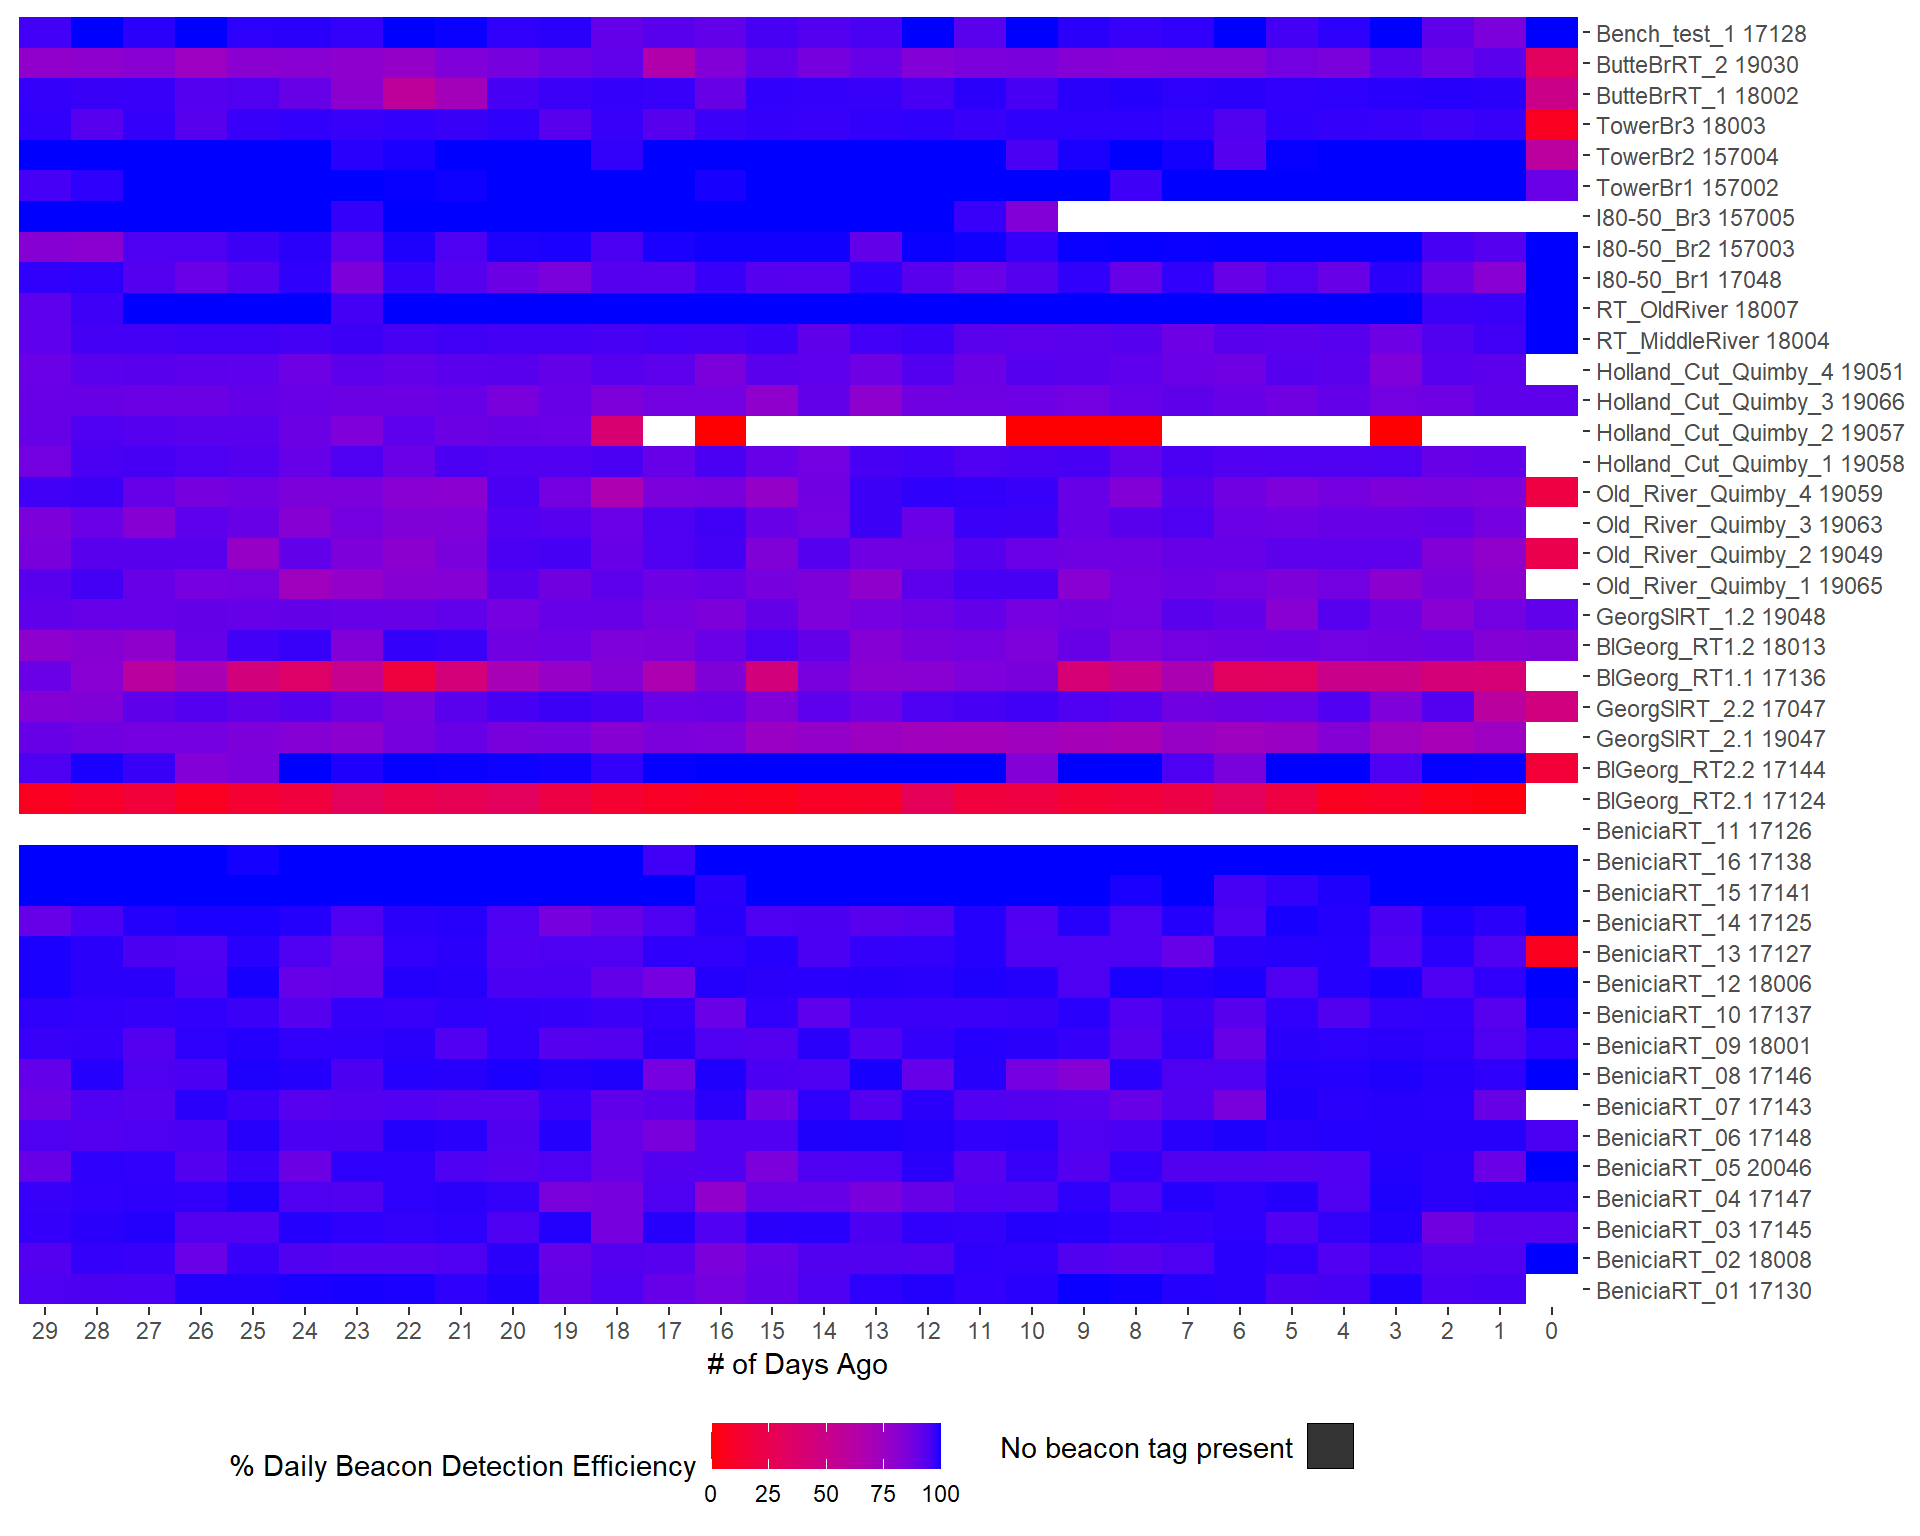 Bench_test_1 17128
ButteBrRT_2 19030
ButteBrRT_1 18002
TowerBr3 18003
TowerBr2 157004
TowerBr1 157002
I80-50_Br3 157005
I80-50_Br2 157003
I80-50_Br1 17048
RT_OldRiver 18007
RT_MiddleRiver 18004
Holland_Cut_Quimby_4 19051
Holland_Cut_Quimby_3 19066
Holland_Cut_Quimby_2 19057
Holland_Cut_Quimby_1 19058
Old_River_Quimby_4 19059
Old_River_Quimby_3 19063
Old_River_Quimby_2 19049
Old_River_Quimby_1 19065
GeorgSlRT_1.2 19048
BlGeorg_RT1.2 18013
BlGeorg_RT1.1 17136
GeorgSlRT_2.2 17047
GeorgSlRT_2.1 19047
BlGeorg_RT2.2 17144
BlGeorg_RT2.1 17124
BeniciaRT_11 17126
BeniciaRT_16 17138
BeniciaRT_15 17141
BeniciaRT_14 17125
BeniciaRT_13 17127
BeniciaRT_12 18006
BeniciaRT_10 17137
BeniciaRT_09 18001
BeniciaRT_08 17146
BeniciaRT_07 17143
BeniciaRT_06 17148
BeniciaRT_05 20046
BeniciaRT_04 17147
BeniciaRT_03 17145
BeniciaRT_02 18008
BeniciaRT_01 17130
29 28 27 26 25 24 23 22 21 20 19 18 17 16 15 14 13 12 11 10 9 8 7 6 5 4 3 2 1 0
# of Days Ago
% Daily Beacon Detection Efficiency
0 25 50 75 100
No beacon tag present